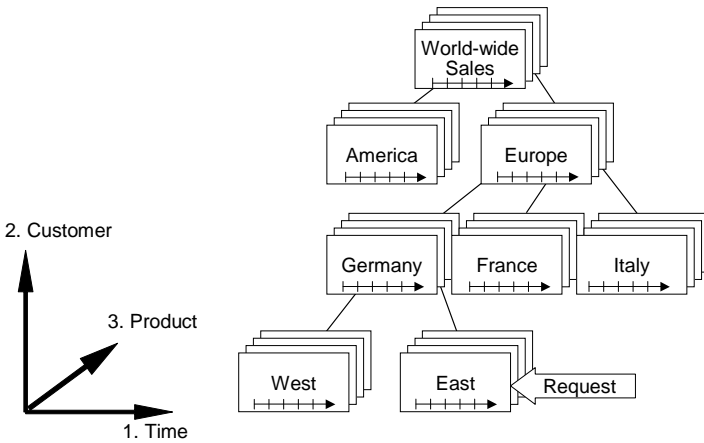 World-wide
Sales
America
Europe
2. Customer
Germany
France
Italy
3. Product
West
East
Request
1. Time